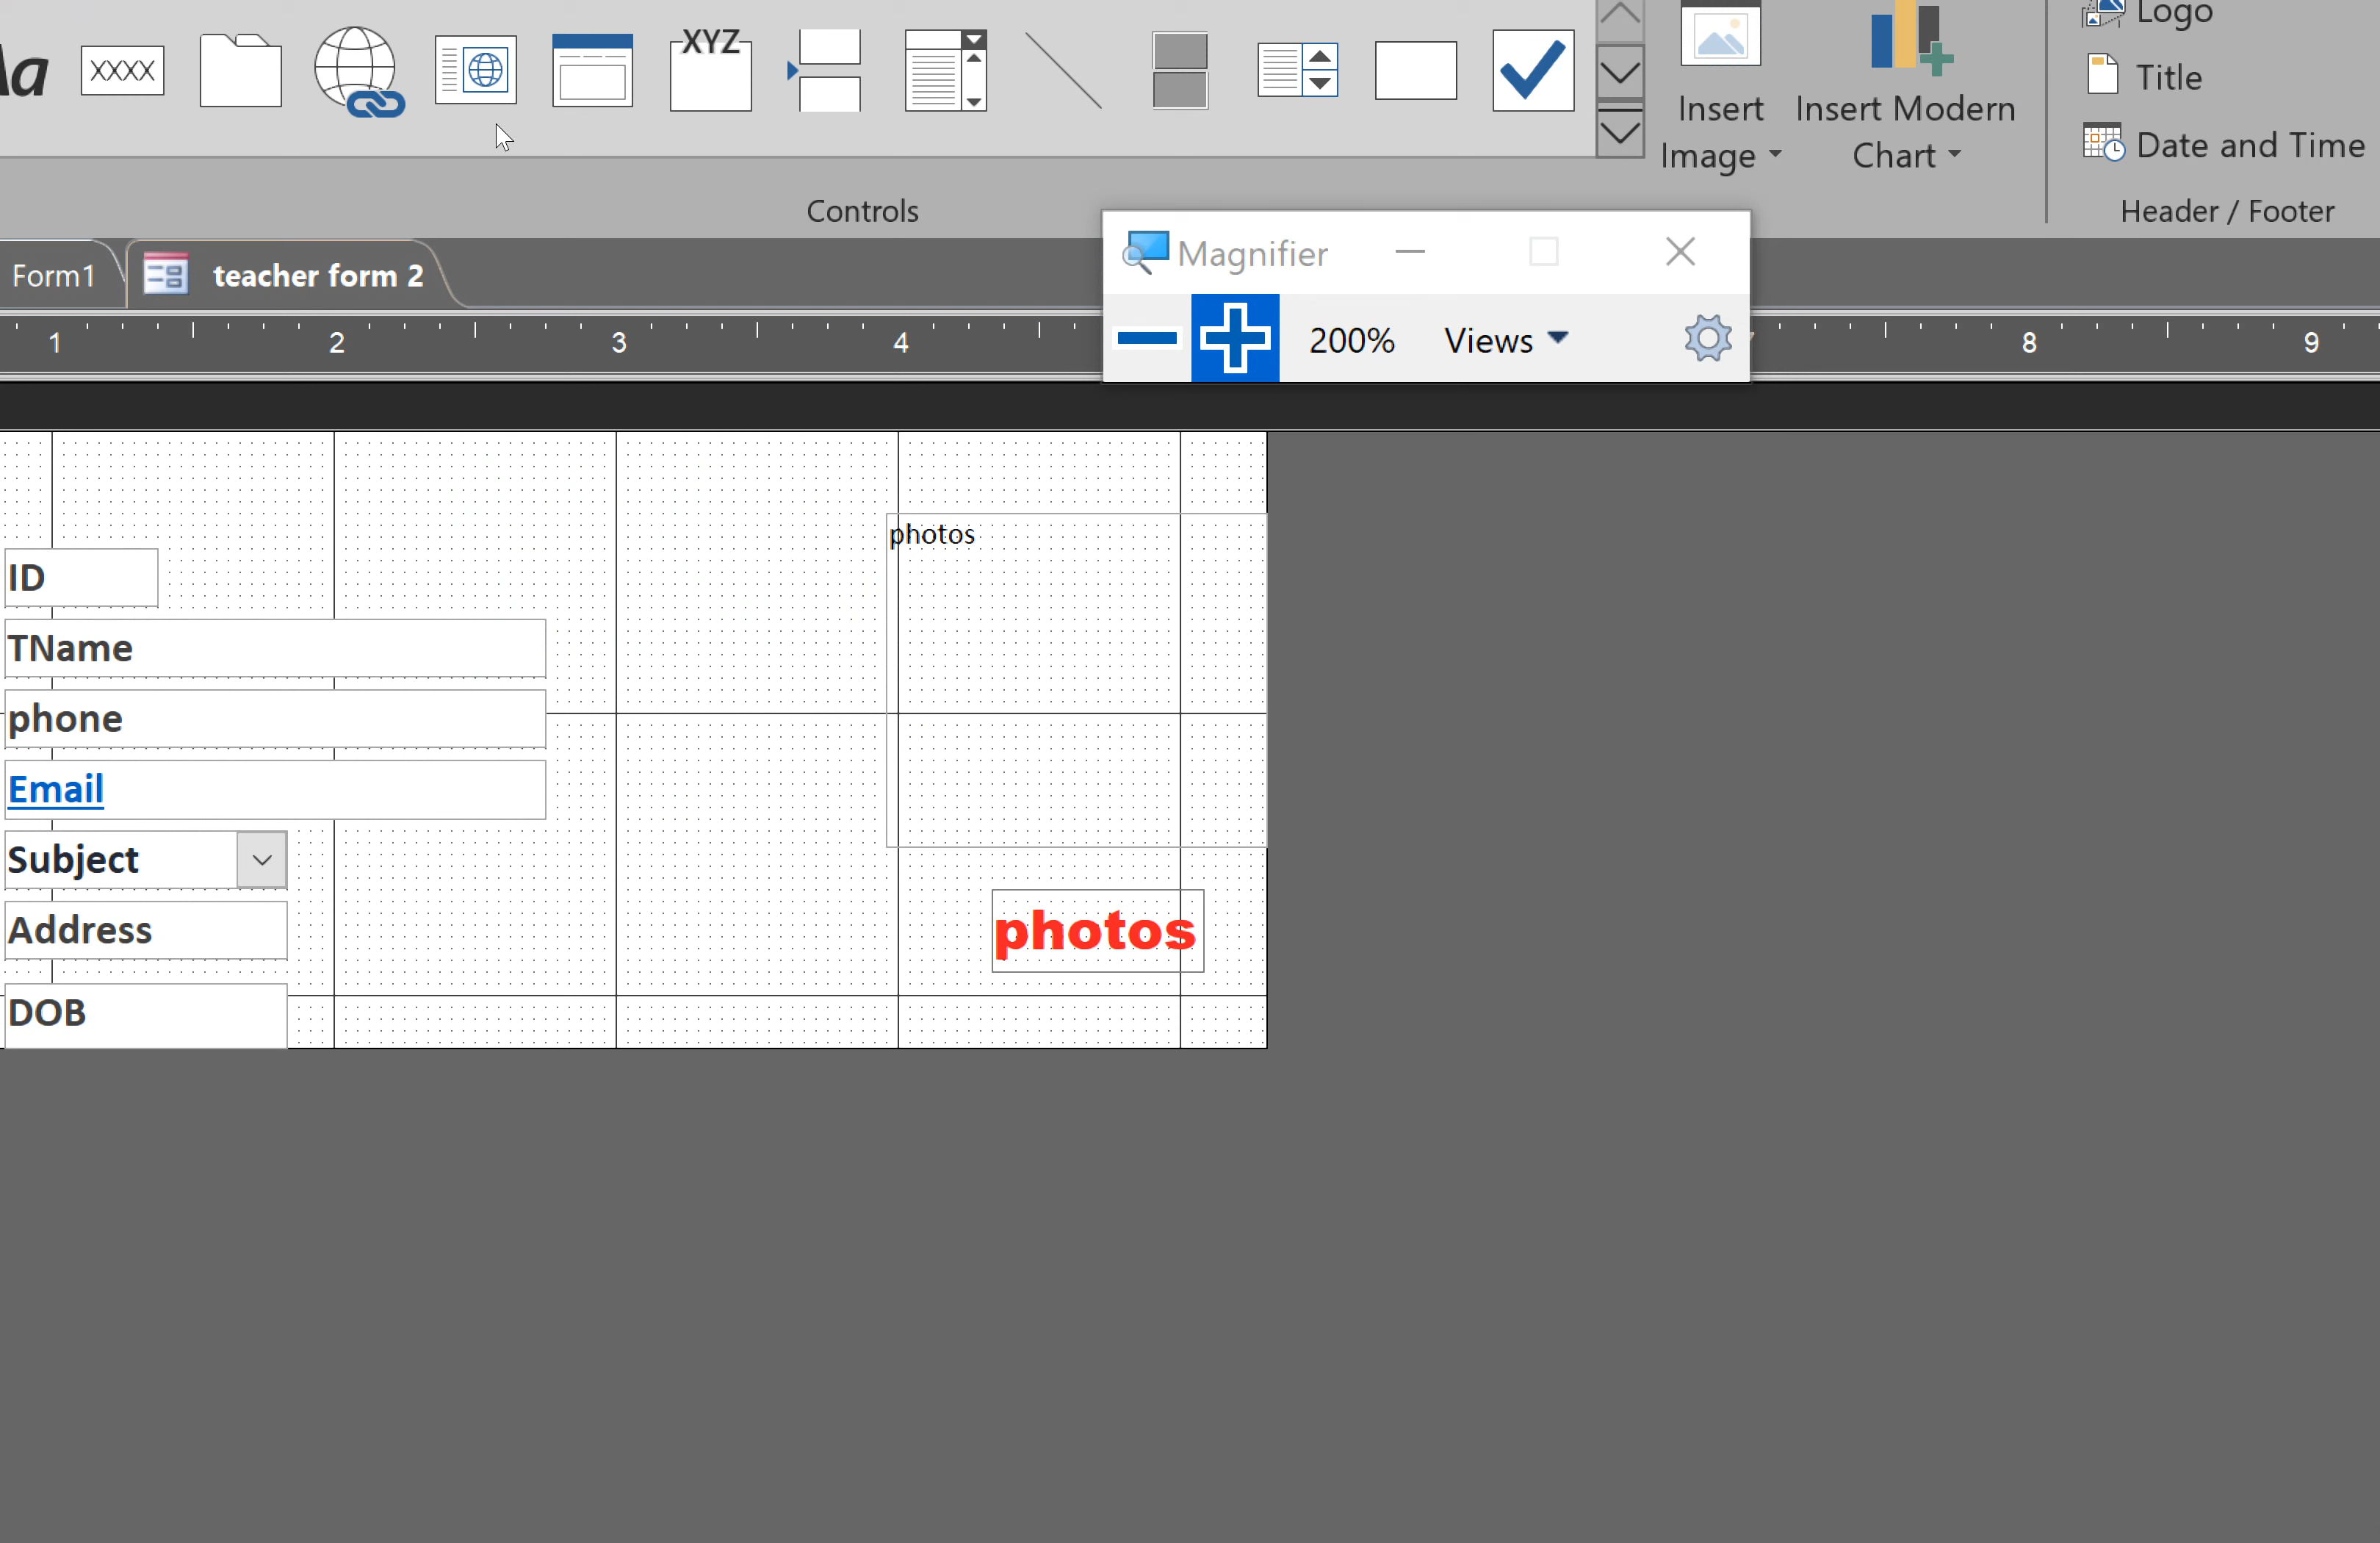 Aa
XXXX
XYZ
Insert Image
Insert Modern Chart
Logo
Title
Date and Time
Controls
Header / Footer
Form1
teacher form 2
Magnifier
200%
Views
1 2 3 4 8 9
photos
ID
TName
phone
Email
Subject
Address
photos
DOB